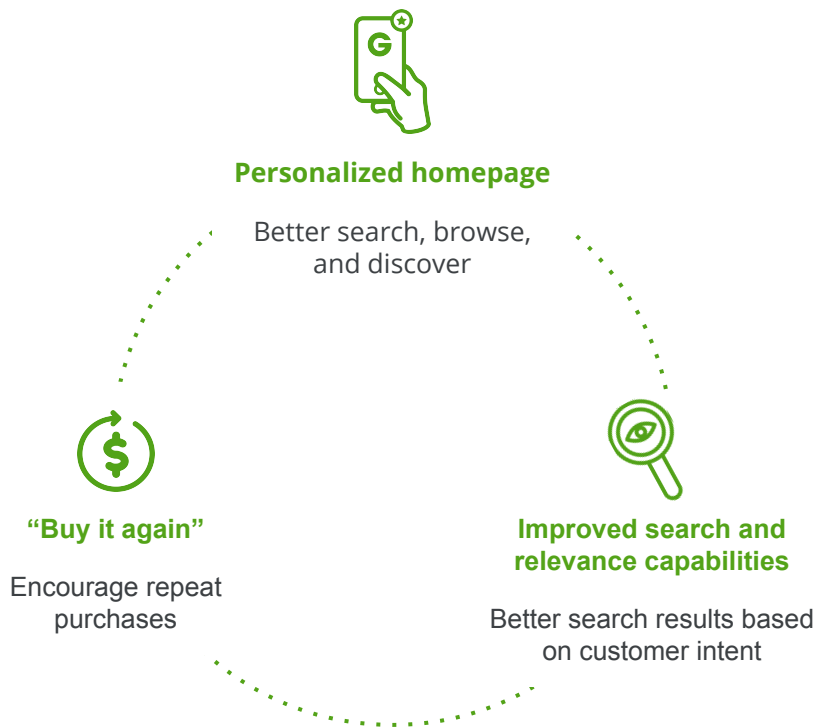 G
Personalized homepage
Better search, browse,
and discover
$
“Buy it again”
Encourage repeat
purchases
Improved search and
relevance capabilities
Better search results based
on customer intent